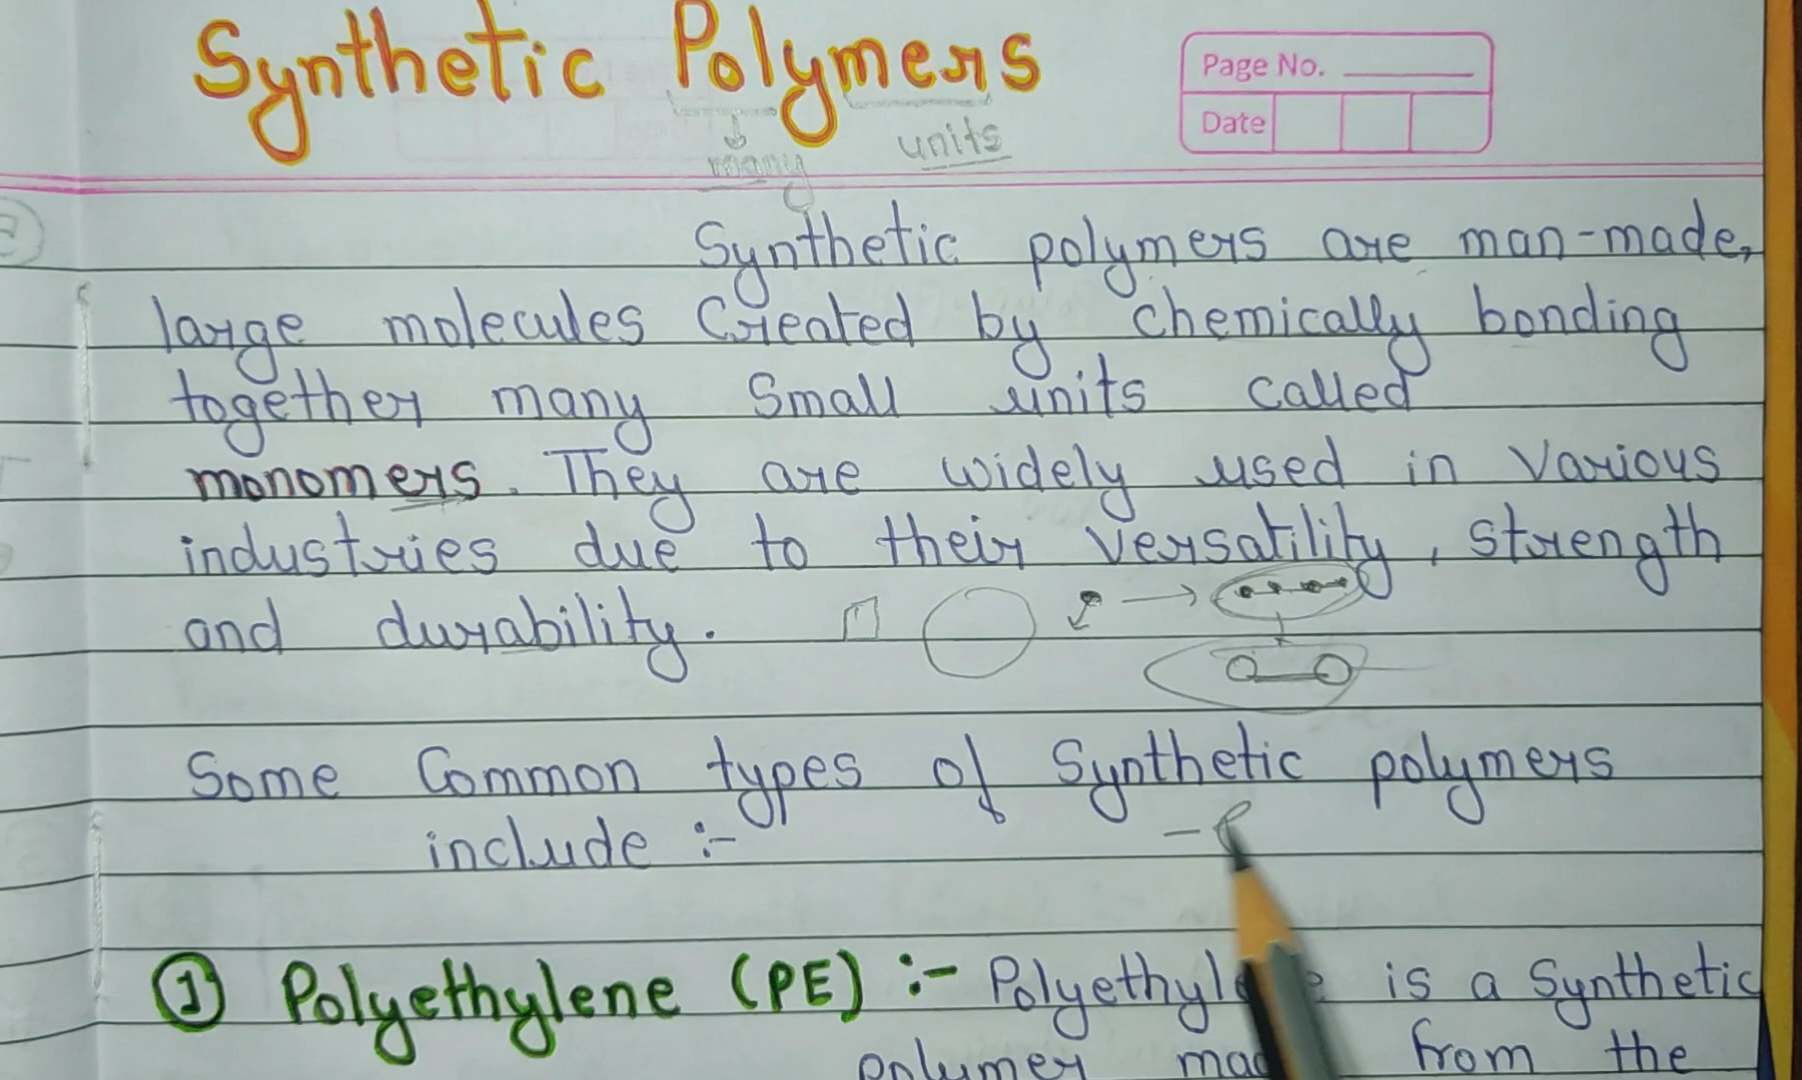 Synthetic Polymers
Page No.
Date
many
units
Synthetic polymers are man-made,
large molecules Created by chemically bonding
together many Small units called
monomers. They are widely used in various
industries due to their versatility, strength
and durability.
Some Common types of Synthetic polymers
include :-
① Polyethylene (PE) :- Polyethylene is a Synthetic
polymer from the